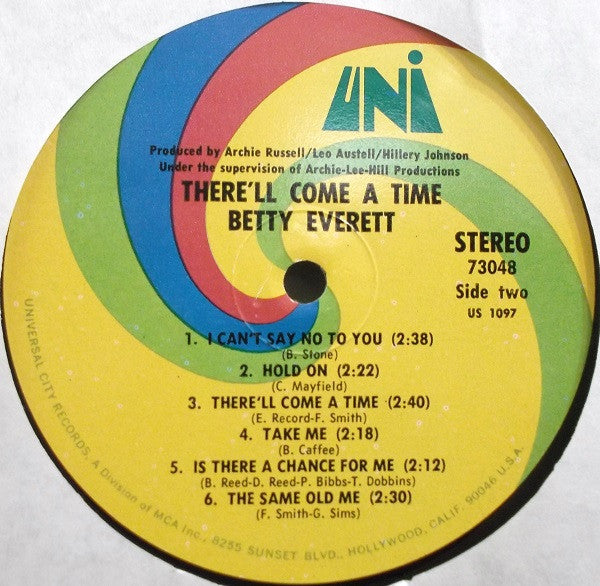 UNi
Produced by Archie Russell/Leo Austell/Hillery Johnson
Under the supervision of Archie-Lee-Hill Productions
THERE'LL COME A TIME
BETTY EVERETT
STEREO
73048
Side two
US 1097
1. I CAN'T SAY NO TO YOU (2:38)
(B. Stone)
2. HOLD ON (2:22)
(C. Mayfield)
3. THERE'LL COME A TIME (2:40)
(E. Record-F. Smith)
4. TAKE ME (2:18)
(B. Caffee)
5. IS THERE A CHANCE FOR ME (2:12)
(B. Reed-D. Reed-P. Bibbs-T. Dobbins)
6. THE SAME OLD ME (2:30)
(F. Smith-G. Sims)
UNIVERSAL CITY RECORDS, A Division of MCA Inc., 8255 SUNSET BLVD., HOLLYWOOD, CALIF. 90046 U.S.A.